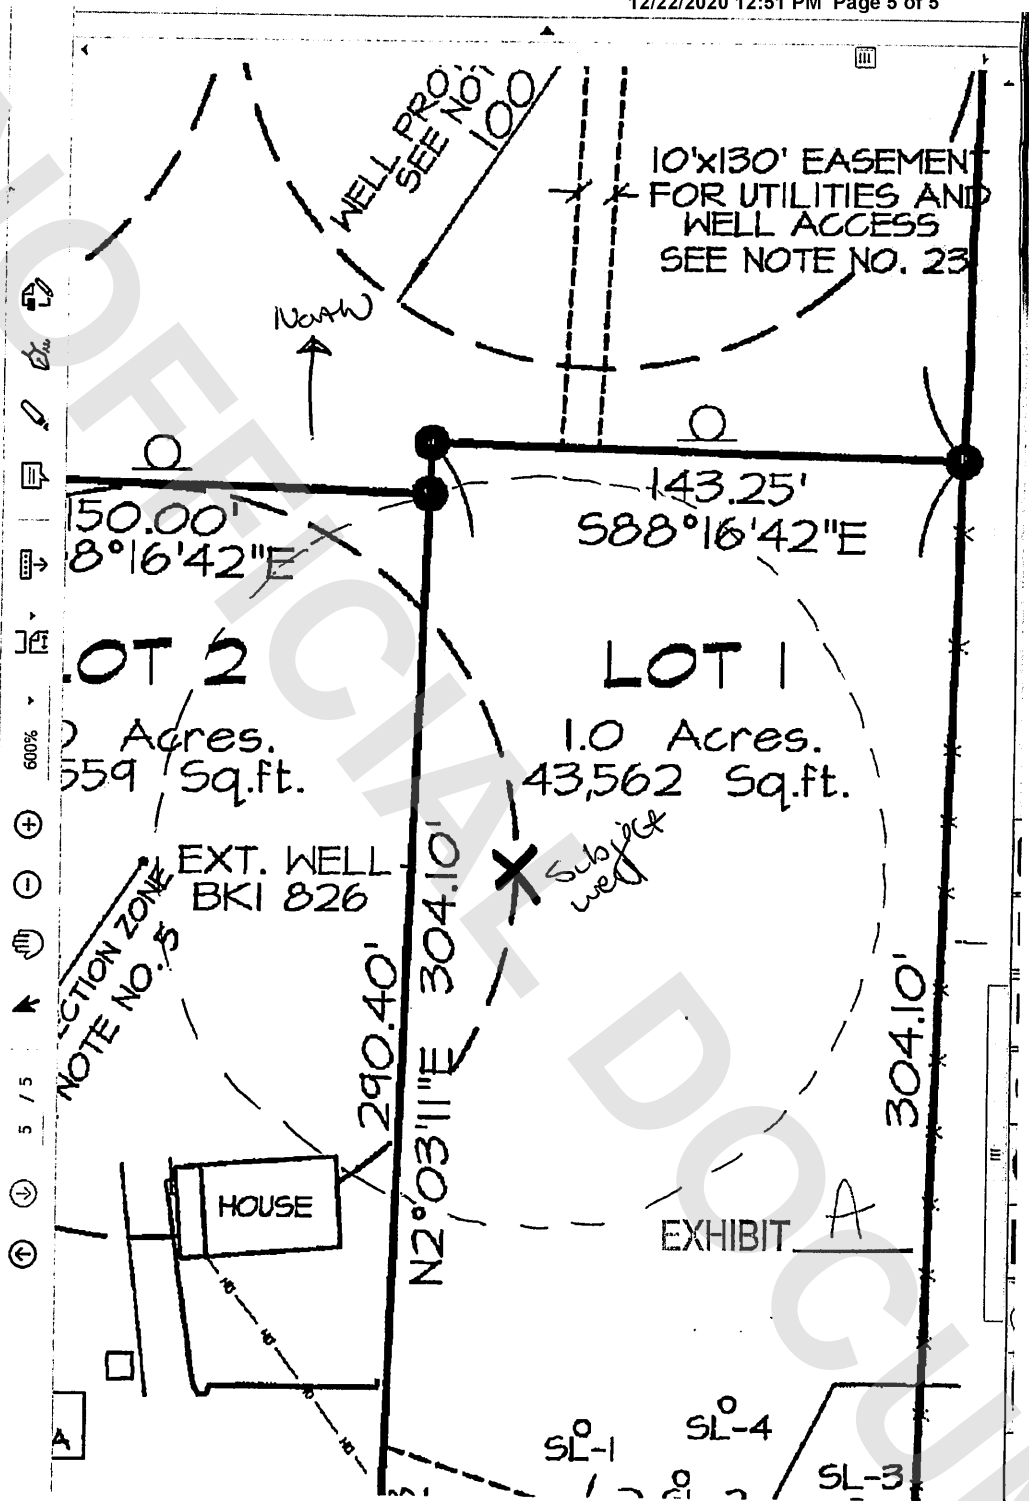 12/22/2020 12:51 PM Page 5 of 5
WELL PRO
SEE NO
100
10'x130' EASEMENT
FOR UTILITIES AND
WELL ACCESS
SEE NOTE NO. 23
North
150.00'
8°16'42"E
143.25'
S88°16'42"E
OT 2
Acres.
559 Sq.ft.
LOT 1
1.0 Acres.
43,562 Sq.ft.
EXT. WELL
BKI 826
Subject
well
ECTION ZONE
NOTE NO. 5
290.40'
N2°03'11"E 304.10'
304.10'
HOUSE
EXHIBIT A
SL-1
SL-4
SL-3
600%
5 / 5
UNOFFICIAL DOCUM